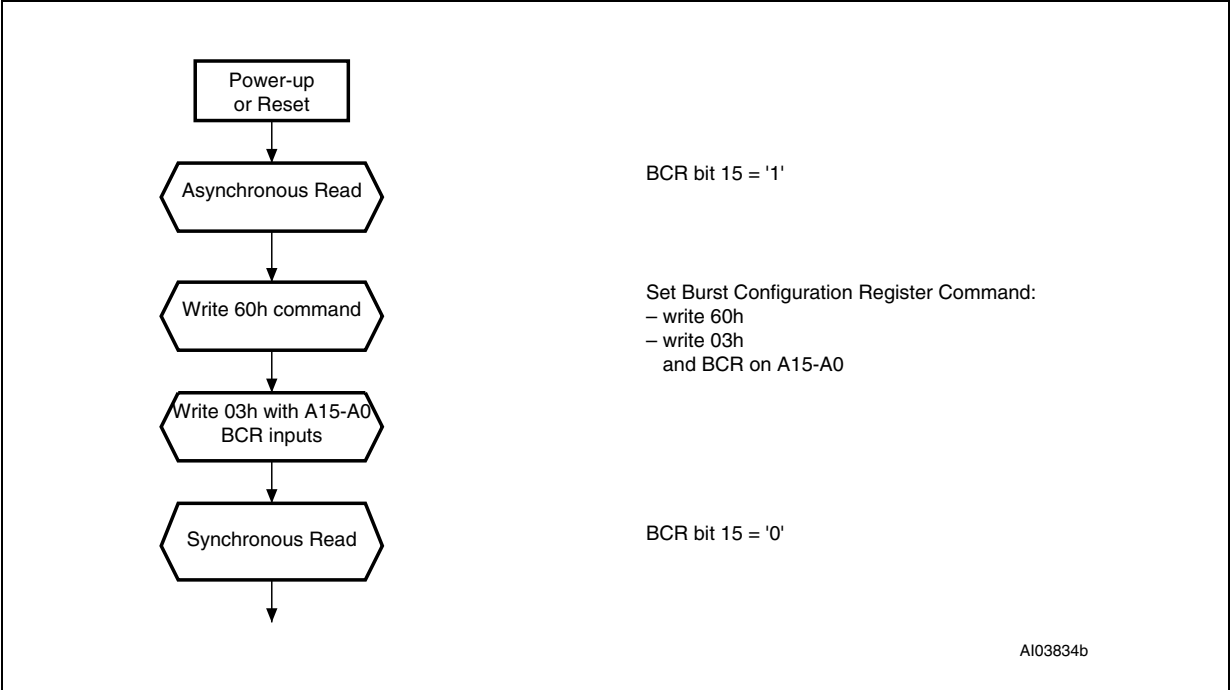 Power-up
or Reset
Asynchronous Read
BCR bit 15 = '1'
Write 60h command
Set Burst Configuration Register Command:
– write 60h
– write 03h
and BCR on A15-A0
Write 03h with A15-A0
BCR inputs
Synchronous Read
BCR bit 15 = '0'
AI03834b